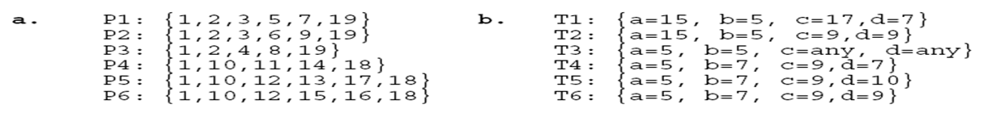 a. P1: {1,2,3,5,7,19}
P2: {1,2,3,6,9,19}
P3: {1,2,4,8,19}
P4: {1,10,11,14,18}
P5: {1,10,12,13,17,18}
P6: {1,10,12,15,16,18}
b. T1: {a=15, b=5, c=17,d=7}
T2: {a=15, b=5, c=9,d=9}
T3: {a=5, b=5, c=any, d=any}
T4: {a=5, b=7, c=9,d=7}
T5: {a=5, b=7, c=9,d=10}
T6: {a=5, b=7, c=9,d=9}